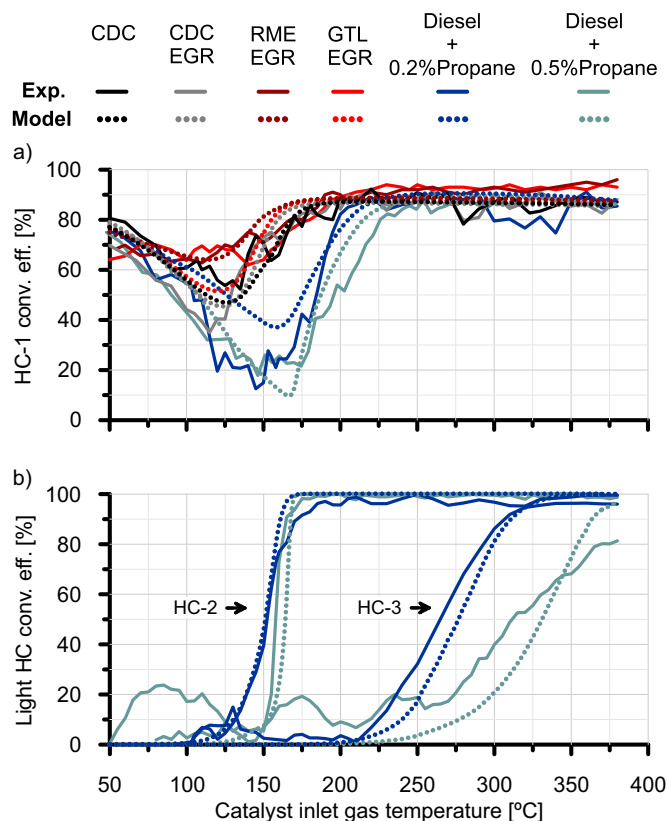 CDC CDC EGR RME EGR GTL EGR Diesel + 0.2%Propane Diesel + 0.5%Propane
Exp.
Model
a)
100
80
60
40
20
0
HC-1 conv. eff. [%]
b)
100
80
60
40
20
0
Light HC conv. eff. [%]
HC-2
HC-3
50 100 150 200 250 300 350 400
Catalyst inlet gas temperature [ºC]